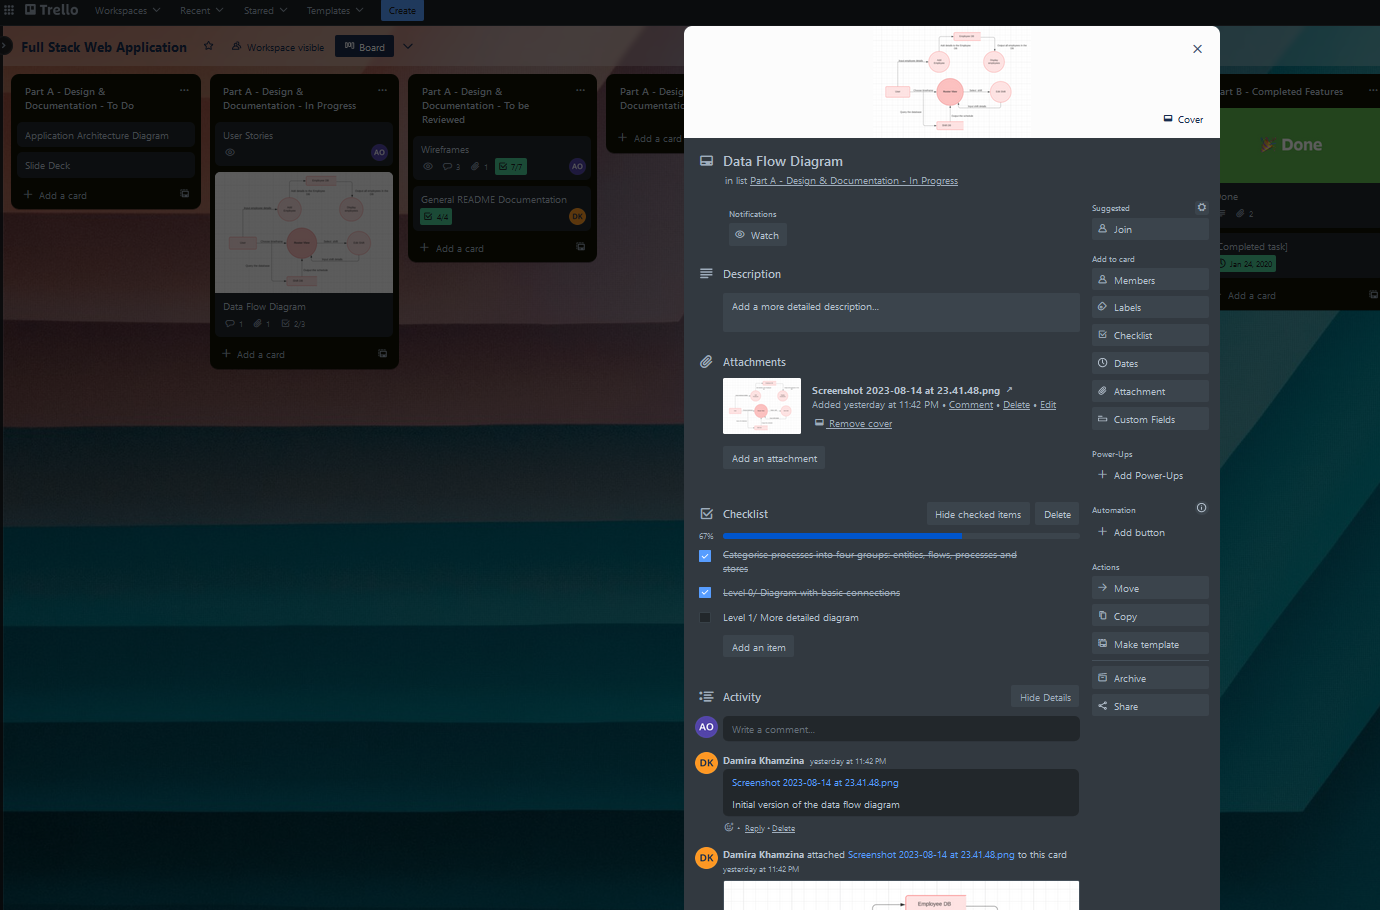 Trello
Workspaces
Recent
Starred
Templates
Create
Full Stack Web Application
Workspace visible
Board
Part A - Design &
Documentation - To Do
Application Architecture Diagram
Slide Deck
Add a card
Part A - Design &
Documentation - In Progress
User Stories
AO
Data Flow Diagram
1
1
2/3
Add a card
Part A - Design &
Documentation - To be
Reviewed
Wireframes
3
1
7/7
AO
General README Documentation
4/4
DK
Add a card
Part A - Design &
Add a card
Part B - Completed Features
Done
Done
2
[Completed task]
Jan 24, 2020
Add a card
Cover
Data Flow Diagram
in list Part A - Design & Documentation - In Progress
Notifications
Watch
Description
Add a more detailed description...
Attachments
Screenshot 2023-08-14 at 23.41.48.png ↗
Added yesterday at 11:42 PM • Comment • Delete • Edit
Remove cover
Add an attachment
Checklist
Hide checked items
Delete
67%
Categorise processes into four groups: entities, flows, processes and
stores
Level 0/ Diagram with basic connections
Level 1/ More detailed diagram
Add an item
Activity
Hide Details
AO
Write a comment...
DK
Damira Khamzina yesterday at 11:42 PM
Screenshot 2023-08-14 at 23.41.48.png
Initial version of the data flow diagram
• Reply • Delete
DK
Damira Khamzina attached Screenshot 2023-08-14 at 23.41.48.png to this card
yesterday at 11:42 PM
Employee DB
Suggested
Join
Add to card
Members
Labels
Checklist
Dates
Attachment
Custom Fields
Power-Ups
Add Power-Ups
Automation
Add button
Actions
Move
Copy
Make template
Archive
Share